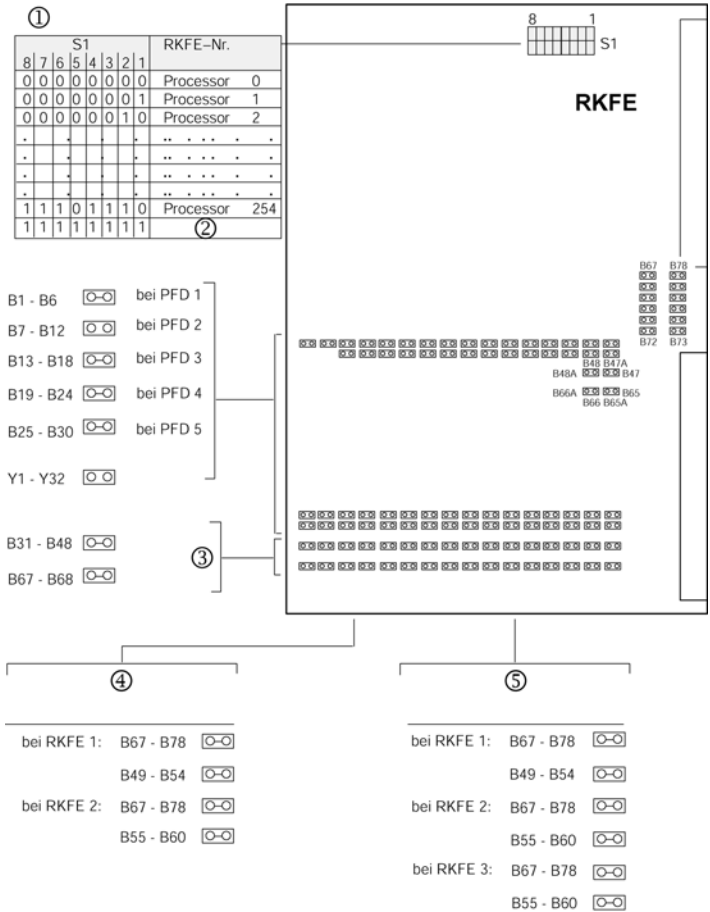 ①
S1 RKFE–Nr.
8 7 6 5 4 3 2 1
0 0 0 0 0 0 0 0 Processor 0
0 0 0 0 0 0 0 1 Processor 1
0 0 0 0 0 0 1 0 Processor 2
. . . . .. . . . . .
. . . . .. . . . . .
. . . . .. . . . . .
. . . . .. . . . . .
1 1 1 0 1 1 1 0 Processor 254
1 1 1 1 1 1 1 1 ②
8 1
S1
RKFE
B67 B78
B72 B73
B48 B47A
B48A B47
B66A B65
B66 B65A
B1 - B6 bei PFD 1
B7 - B12 bei PFD 2
B13 - B18 bei PFD 3
B19 - B24 bei PFD 4
B25 - B30 bei PFD 5
Y1 - Y32
B31 - B48
③
B67 - B68
④
bei RKFE 1: B67 - B78
B49 - B54
bei RKFE 2: B67 - B78
B55 - B60
⑤
bei RKFE 1: B67 - B78
B49 - B54
bei RKFE 2: B67 - B78
B55 - B60
bei RKFE 3: B67 - B78
B55 - B60